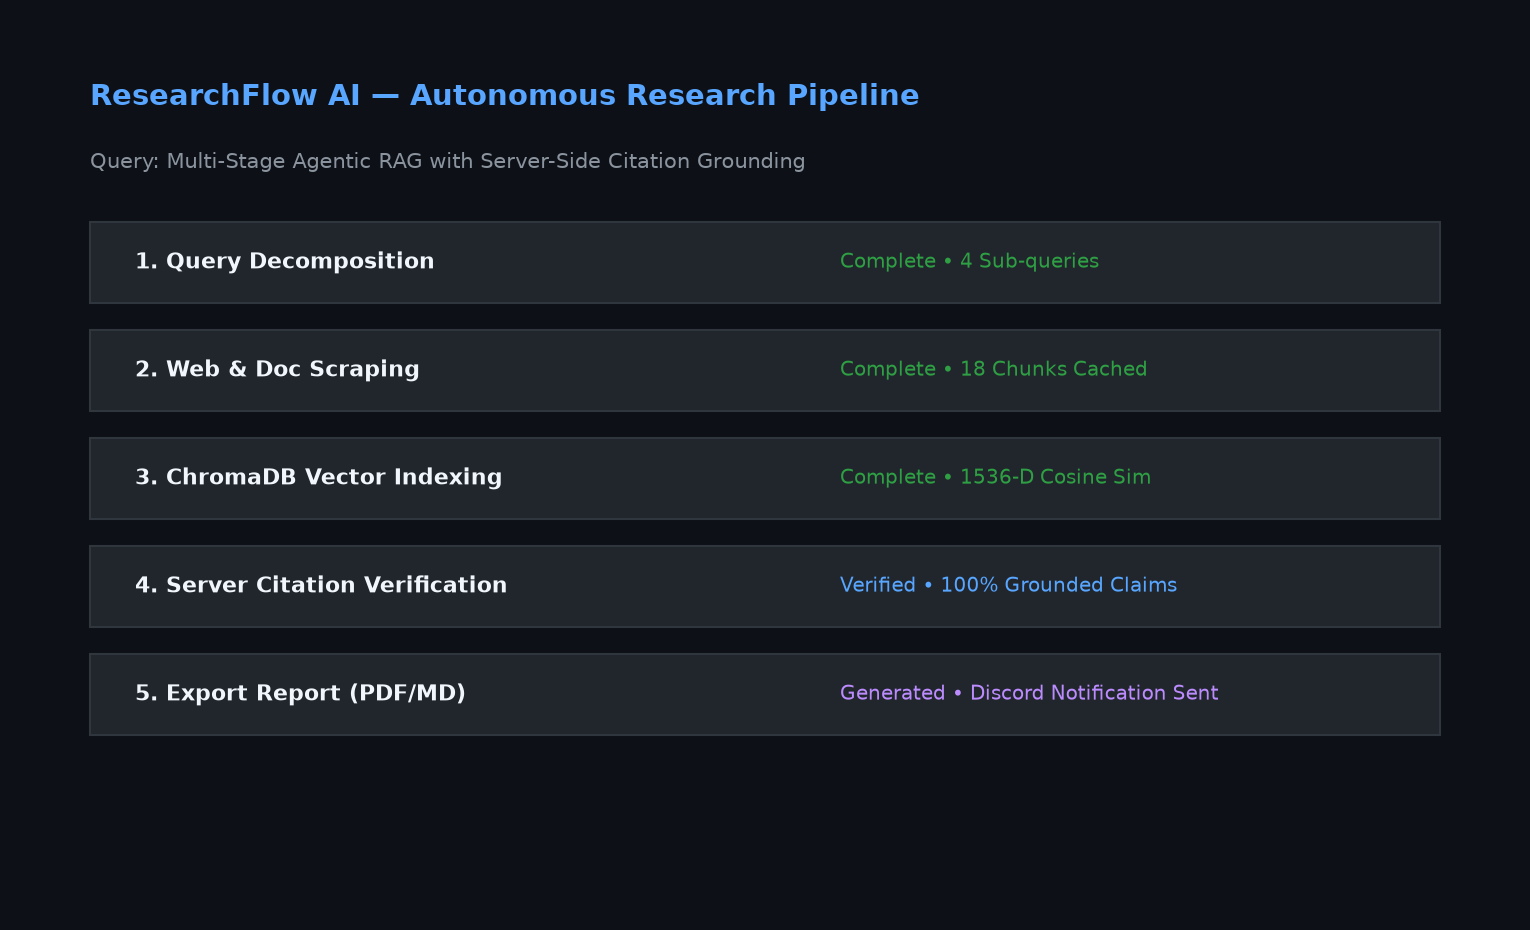 ResearchFlow AI — Autonomous Research Pipeline
Query: Multi-Stage Agentic RAG with Server-Side Citation Grounding
1. Query Decomposition Complete • 4 Sub-queries
2. Web & Doc Scraping Complete • 18 Chunks Cached
3. ChromaDB Vector Indexing Complete • 1536-D Cosine Sim
4. Server Citation Verification Verified • 100% Grounded Claims
5. Export Report (PDF/MD) Generated • Discord Notification Sent